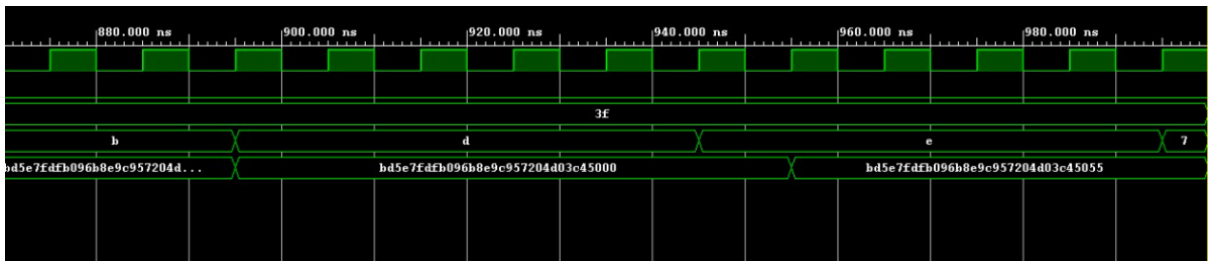 880.000 ns 900.000 ns 920.000 ns 940.000 ns 960.000 ns 980.000 ns
3f
b d e 7
bd5e7fdfb096b8e9c957204d... bd5e7fdfb096b8e9c957204d03c45000 bd5e7fdfb096b8e9c957204d03c45055